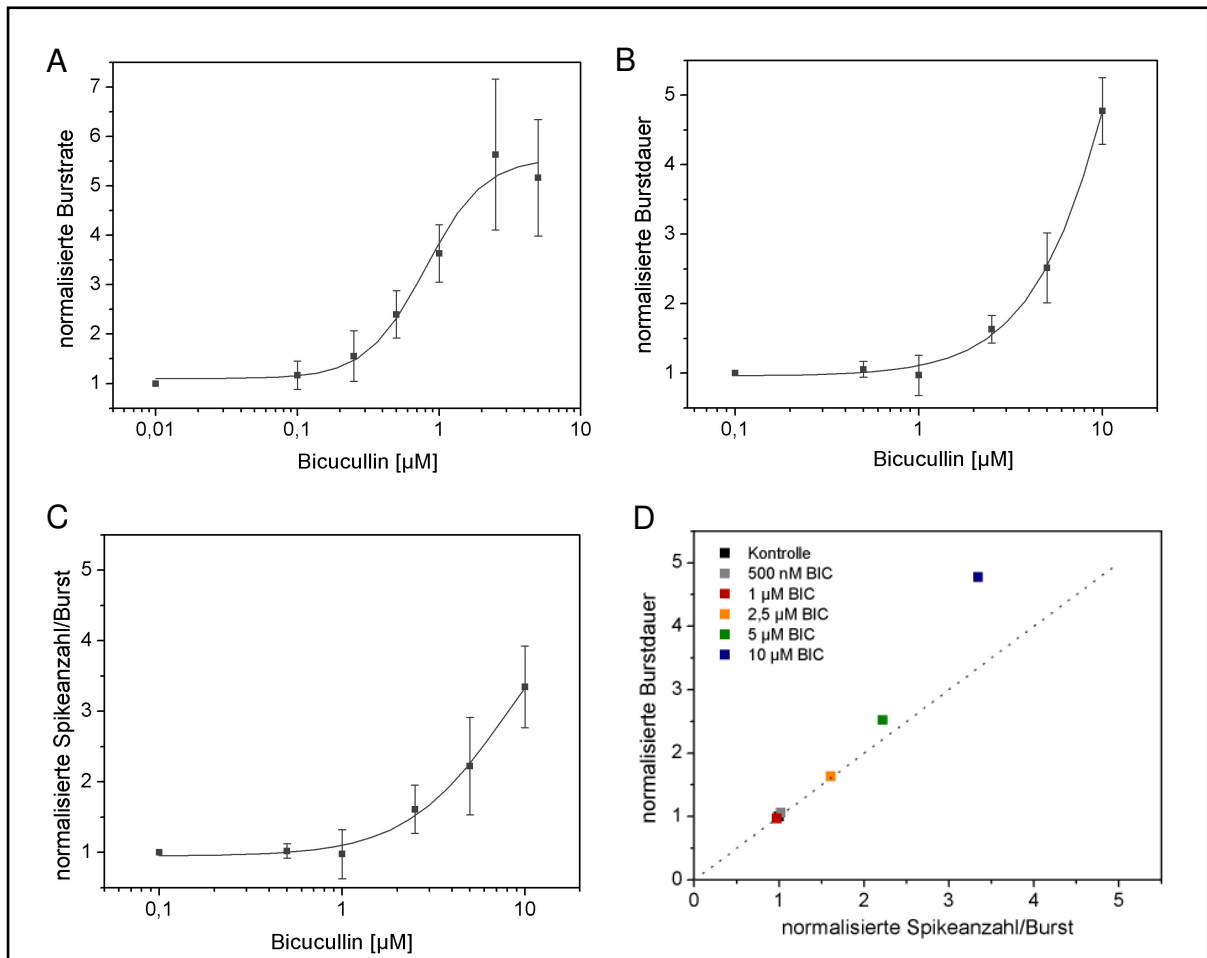 A
normalisierte Burstrate
7
6
5
4
3
2
1
0,01
0,1
1
10
Bicucullin [µM]
B
normalisierte Burstdauer
5
4
3
2
1
0,1
1
10
Bicucullin [µM]
C
normalisierte Spikeanzahl/Burst
5
4
3
2
1
0,1
1
10
Bicucullin [µM]
D
normalisierte Burstdauer
5
4
3
2
1
0
Kontrolle
500 nM BIC
1 µM BIC
2,5 µM BIC
5 µM BIC
10 µM BIC
0
1
2
3
4
5
normalisierte Spikeanzahl/Burst